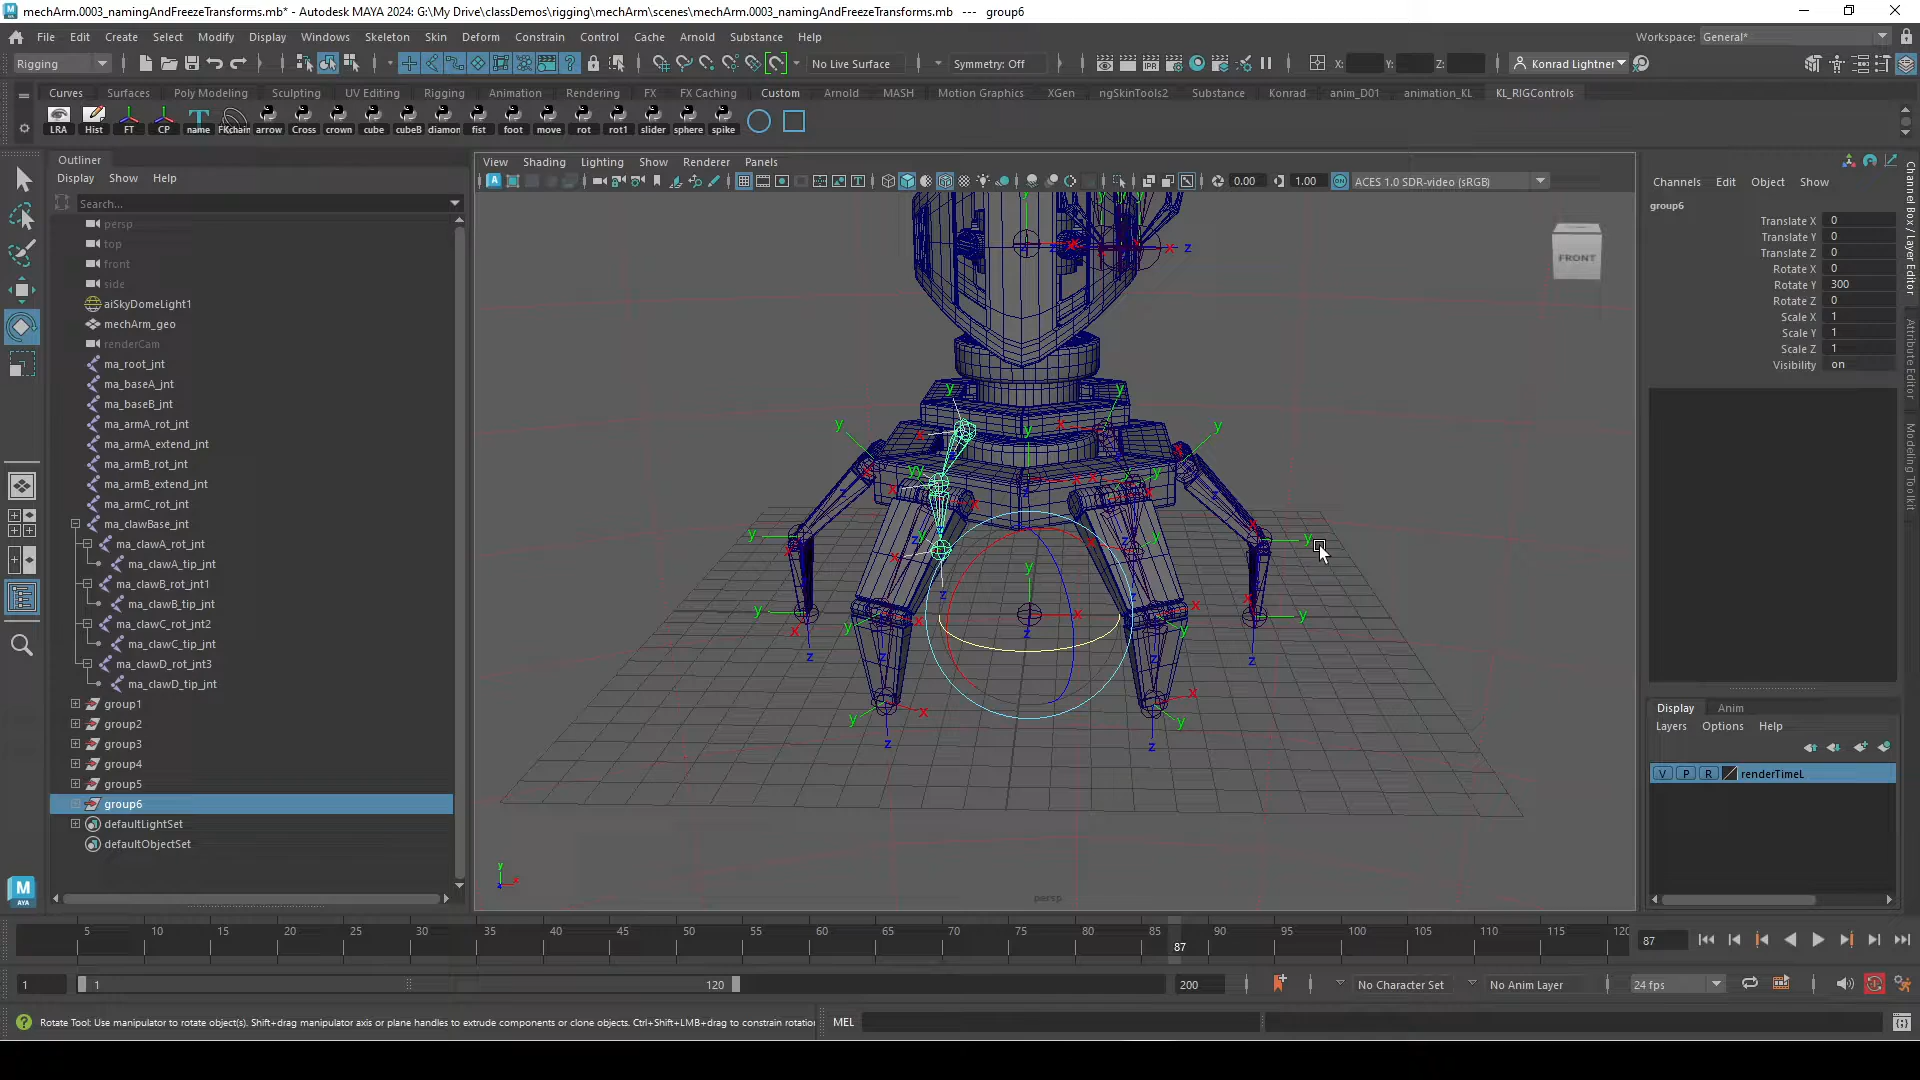 mechArm.0003_namingAndFreezeTransforms.mb* - Autodesk MAYA 2024: G:\My Drive\classDemos\rigging\mechArm\scenes\mechArm.0003_namingAndFreezeTransforms.mb --- group6
File Edit Create Select Modify Display Windows Skeleton Skin Deform Constrain Control Cache Arnold Substance Help
Workspace: General*
Rigging
No Live Surface
Symmetry: Off
X: Y: Z:
Konrad Lightner
Curves Surfaces Poly Modeling Sculpting UV Editing Rigging Animation Rendering FX FX Caching Custom Arnold MASH Motion Graphics XGen ngSkinTools2 Substance Konrad anim_D01 animation_KL KL_RIGControls
LRA Hist FT CP name FKchain arrow Cross crown cube cubeB diamon fist foot move rot rot1 slider sphere spike
Outliner
Display Show Help
Search...
persp
top
front
side
aiSkyDomeLight1
mechArm_geo
renderCam
ma_root_jnt
ma_baseA_jnt
ma_baseB_jnt
ma_armA_rot_jnt
ma_armA_extend_jnt
ma_armB_rot_jnt
ma_armB_extend_jnt
ma_armC_rot_jnt
ma_clawBase_jnt
ma_clawA_rot_jnt
ma_clawA_tip_jnt
ma_clawB_rot_jnt1
ma_clawB_tip_jnt
ma_clawC_rot_jnt2
ma_clawC_tip_jnt
ma_clawD_rot_jnt3
ma_clawD_tip_jnt
group1
group2
group3
group4
group5
group6
defaultLightSet
defaultObjectSet
View Shading Lighting Show Renderer Panels
0.00 1.00 ACES 1.0 SDR-video (sRGB)
FRONT
persp
Channels Edit Object Show
group6
Translate X 0
Translate Y 0
Translate Z 0
Rotate X 0
Rotate Y 300
Rotate Z 0
Scale X 1
Scale Y 1
Scale Z 1
Visibility on
Channel Box / Layer Editor
Attribute Editor
Modeling Toolkit
Display Anim
Layers Options Help
V P R renderTimeL
5 10 15 20 25 30 35 40 45 50 55 60 65 70 75 80 85 90 95 100 105 110 115 120
87
87
1 1 120 200
No Character Set
No Anim Layer
24 fps
Rotate Tool: Use manipulator to rotate object(s). Shift+drag manipulator axis or plane handles to extrude components or clone objects. Ctrl+Shift+LMB+drag to constrain rotatio
MEL